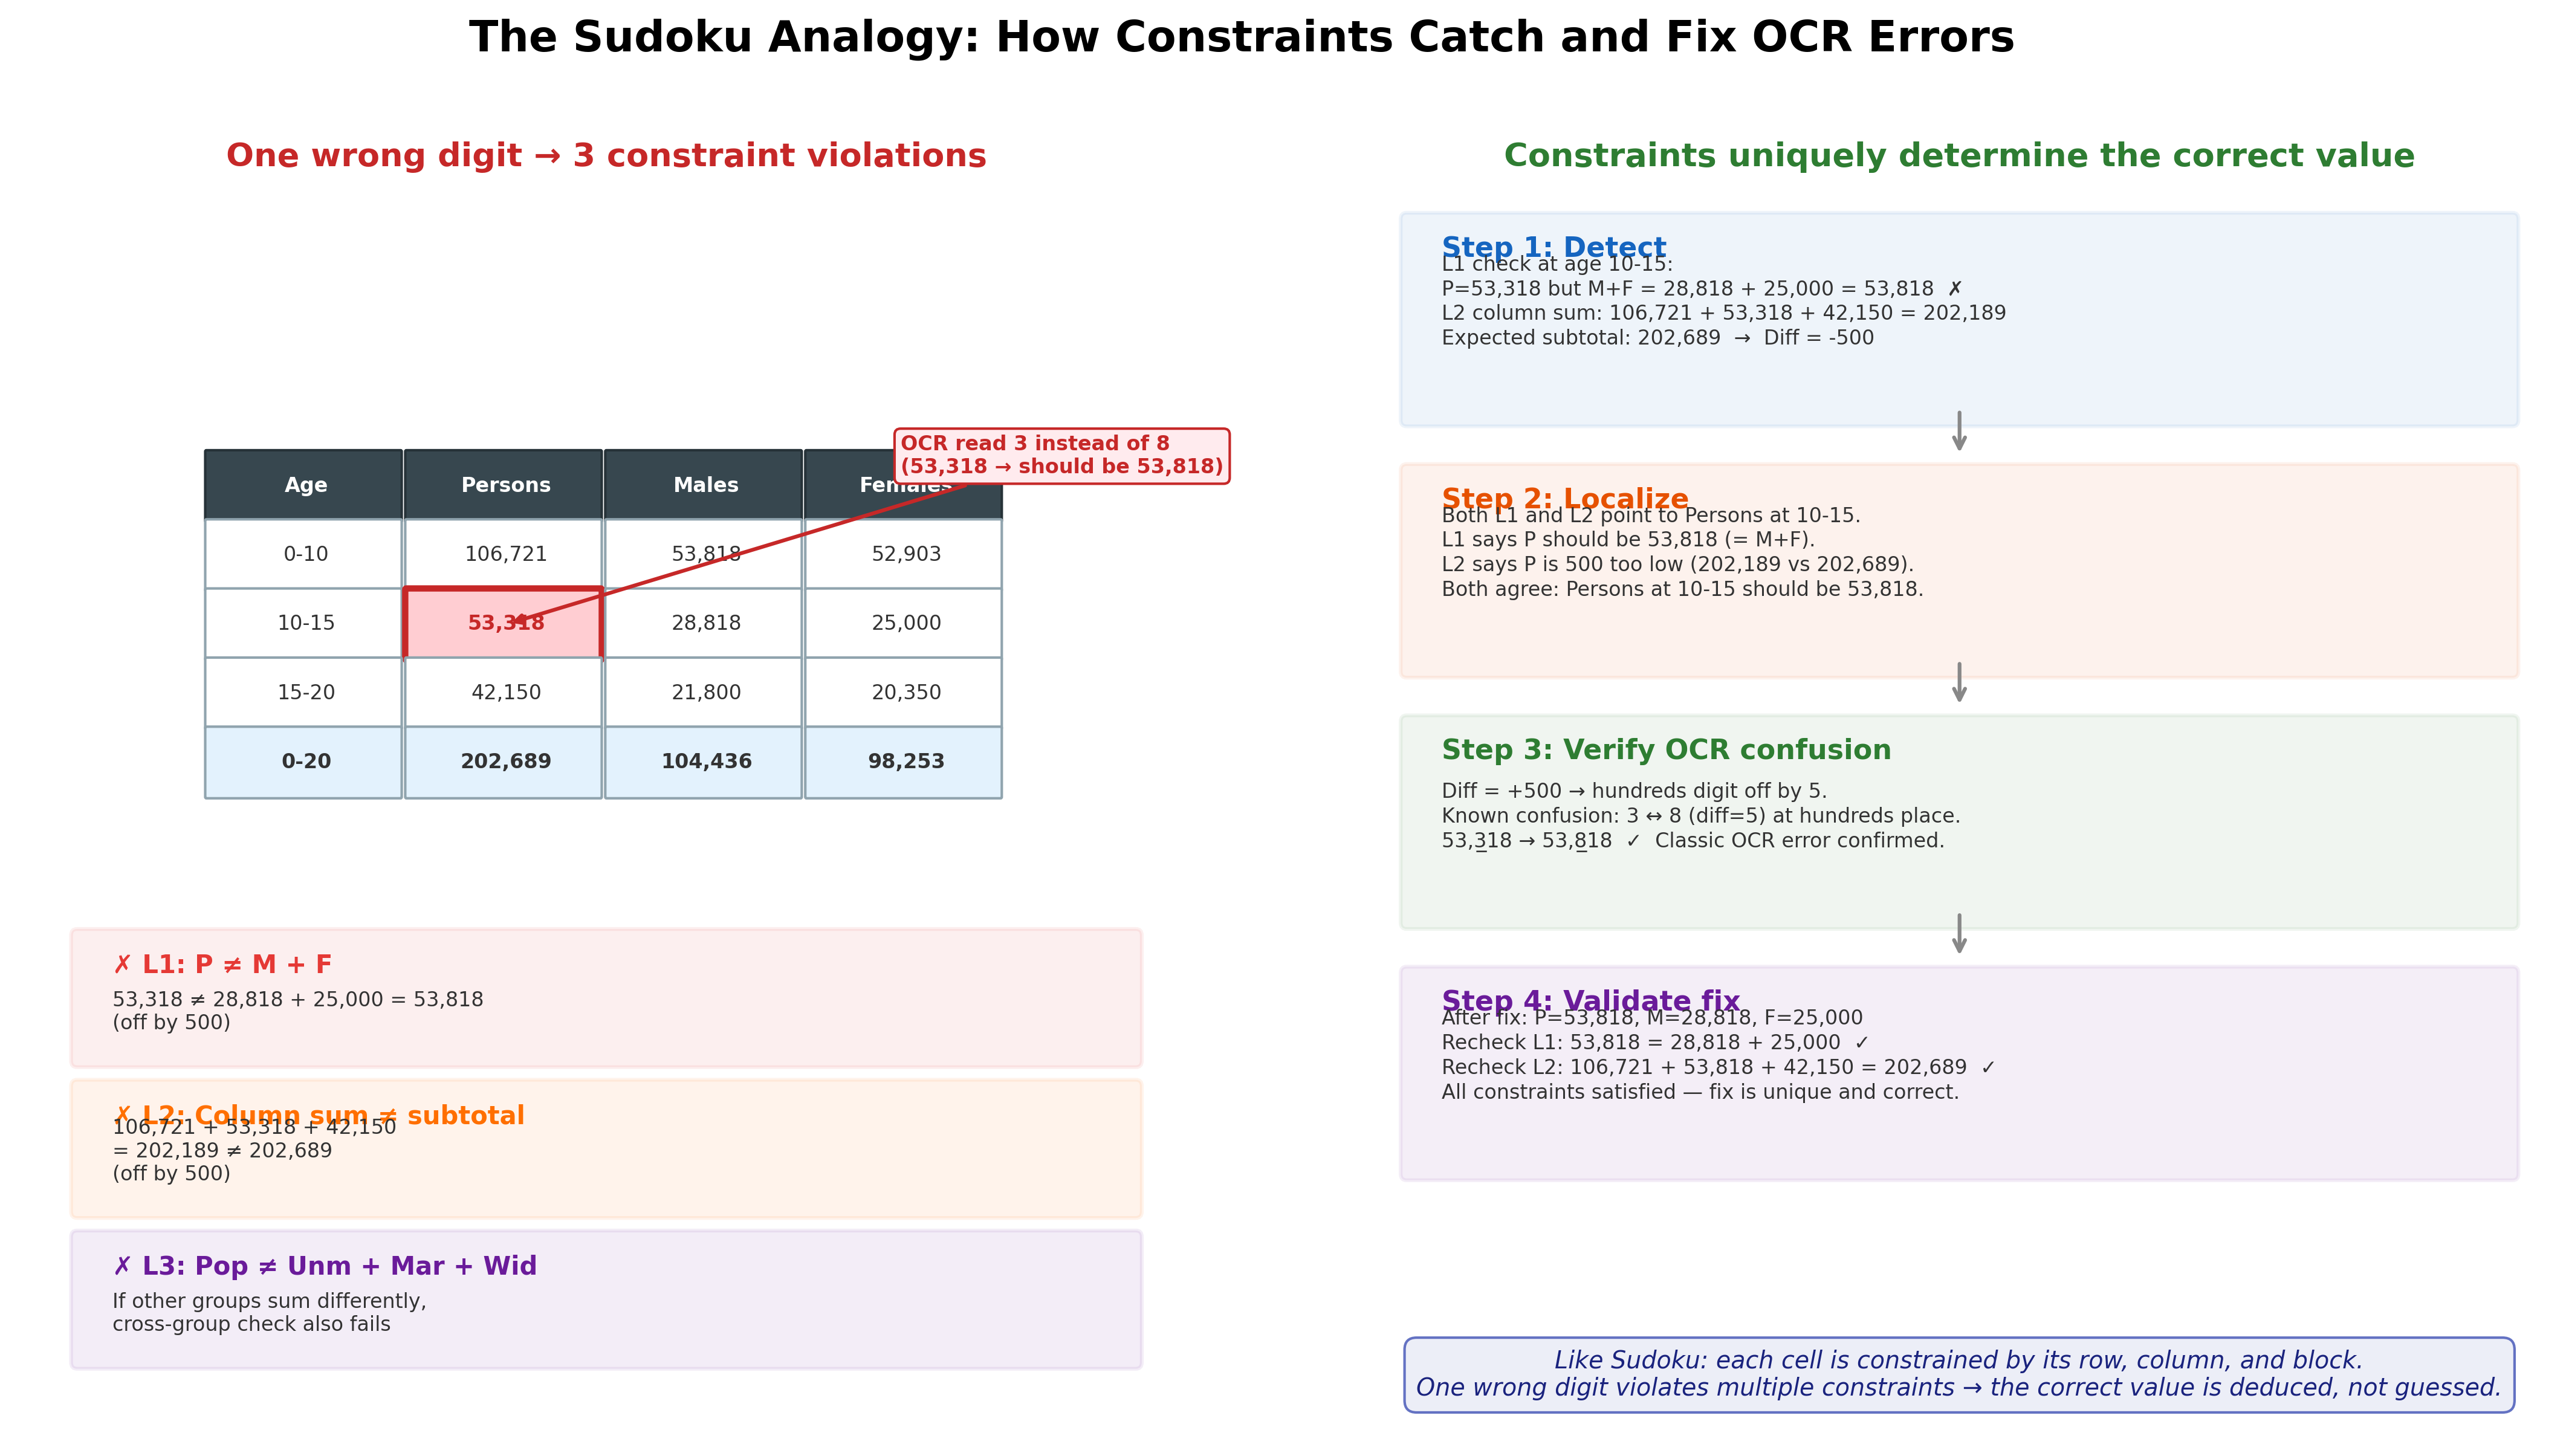 The Sudoku Analogy: How Constraints Catch and Fix OCR Errors
One wrong digit → 3 constraint violations
OCR read 3 instead of 8
(53,318 → should be 53,818)
Age Persons Males Females
0-10 106,721 53,818 52,903
10-15 53,318 28,818 25,000
15-20 42,150 21,800 20,350
0-20 202,689 104,436 98,253
✗ L1: P ≠ M + F
53,318 ≠ 28,818 + 25,000 = 53,818
(off by 500)
✗ L2: Column sum ≠ subtotal
106,721 + 53,318 + 42,150
= 202,189 ≠ 202,689
(off by 500)
✗ L3: Pop ≠ Unm + Mar + Wid
If other groups sum differently,
cross-group check also fails
Constraints uniquely determine the correct value
Step 1: Detect
L1 check at age 10-15:
P=53,318 but M+F = 28,818 + 25,000 = 53,818 ✗
L2 column sum: 106,721 + 53,318 + 42,150 = 202,189
Expected subtotal: 202,689 → Diff = -500
Step 2: Localize
Both L1 and L2 point to Persons at 10-15.
L1 says P should be 53,818 (= M+F).
L2 says P is 500 too low (202,189 vs 202,689).
Both agree: Persons at 10-15 should be 53,818.
Step 3: Verify OCR confusion
Diff = +500 → hundreds digit off by 5.
Known confusion: 3 ↔ 8 (diff=5) at hundreds place.
53,3̲18 → 53,8̲18 ✓ Classic OCR error confirmed.
Step 4: Validate fix
After fix: P=53,818, M=28,818, F=25,000
Recheck L1: 53,818 = 28,818 + 25,000 ✓
Recheck L2: 106,721 + 53,818 + 42,150 = 202,689 ✓
All constraints satisfied — fix is unique and correct.
Like Sudoku: each cell is constrained by its row, column, and block.
One wrong digit violates multiple constraints → the correct value is deduced, not guessed.